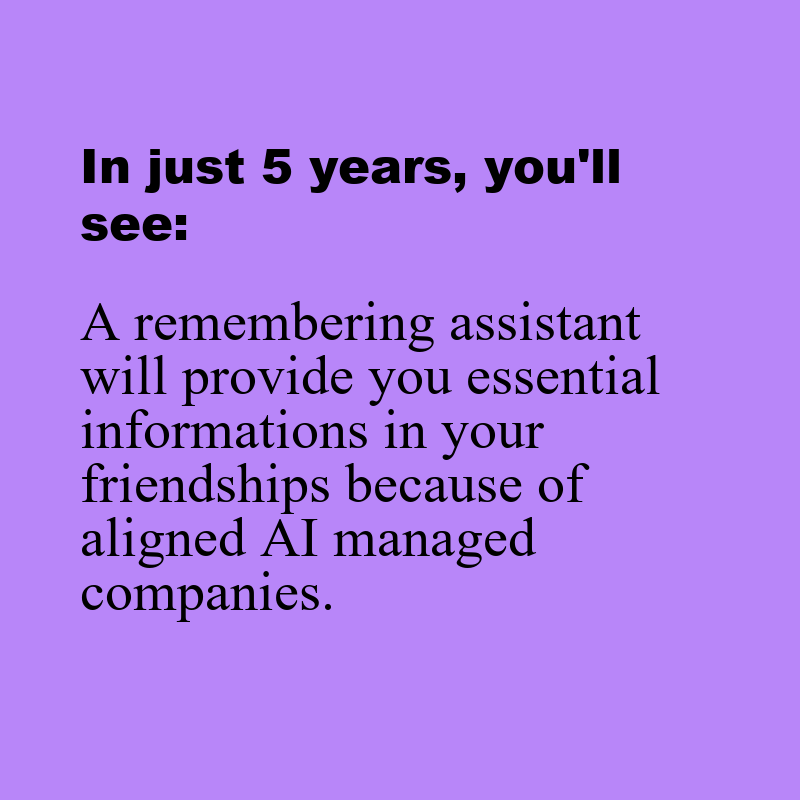 In just 5 years, you'll
see:
A remembering assistant
will provide you essential
informations in your
friendships because of
aligned AI managed
companies.